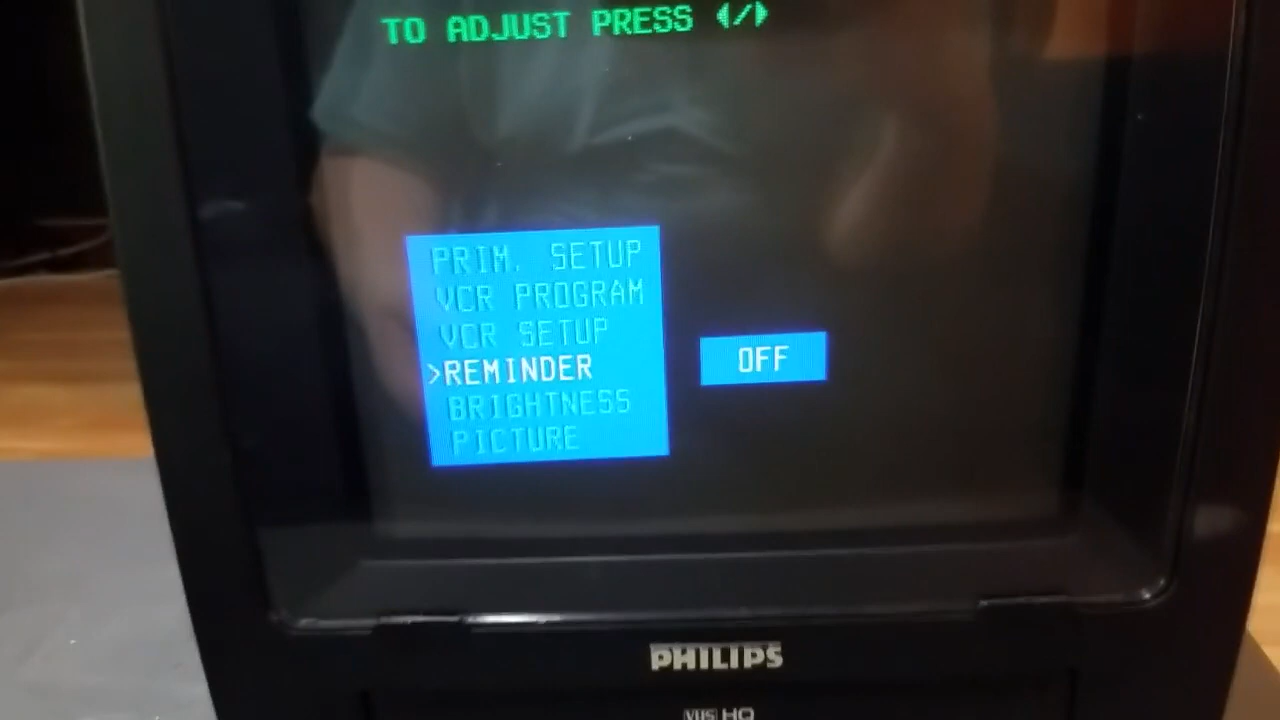 TO ADJUST PRESS ◀/▶
PRIM. SETUP
VCR PROGRAM
VCR SETUP
>REMINDER
OFF
BRIGHTNESS
PICTURE
PHILIPS
VHS HQ